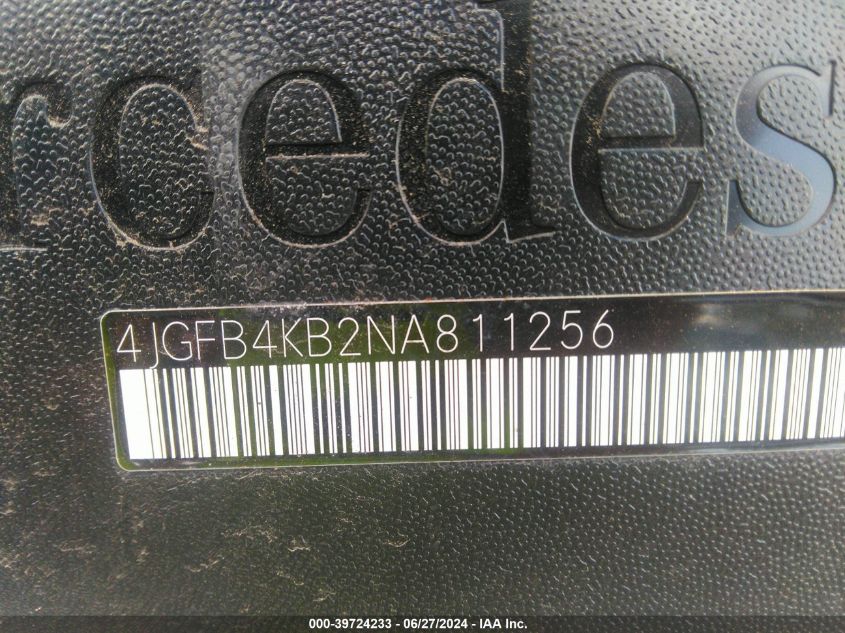 rcedes
4JGFB4KB2NA811256
000-39724233 - 06/27/2024 - IAA Inc.